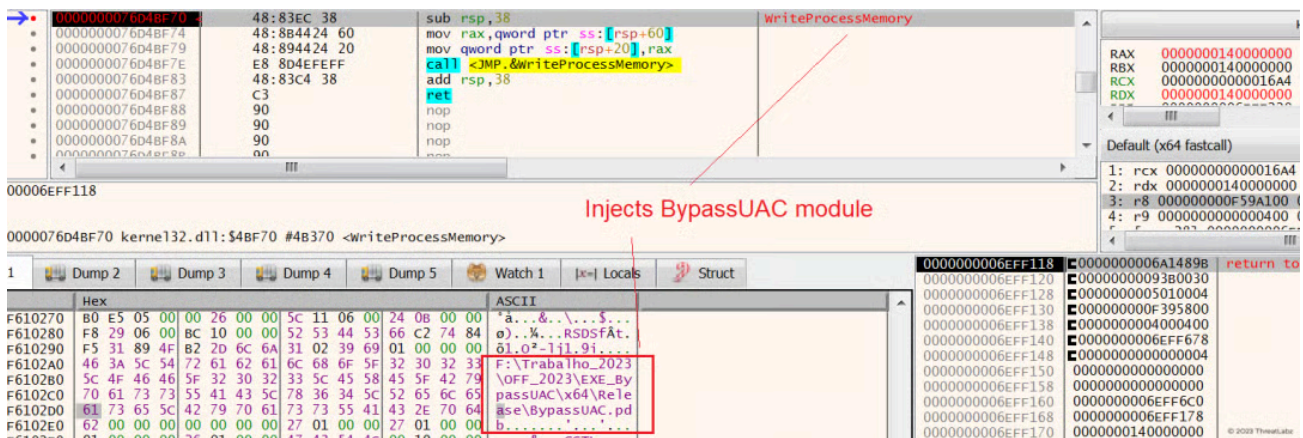 0000000076D4BF70 48:83EC 38 sub rsp,38 WriteProcessMemory
0000000076D4BF74 48:8B4424 60 mov rax,qword ptr ss:[rsp+60]
0000000076D4BF79 48:894424 20 mov qword ptr ss:[rsp+20],rax
0000000076D4BF7E E8 8D4EFEFF call <JMP.&WriteProcessMemory>
0000000076D4BF83 48:83C4 38 add rsp,38
0000000076D4BF87 C3 ret
0000000076D4BF88 90 nop
0000000076D4BF89 90 nop
0000000076D4BF8A 90 nop
0000000076D4BF8B 90 nop
RAX 0000000140000000
RBX 0000000140000000
RCX 00000000000016A4
RDX 0000000140000000
Default (x64 fastcall)
1: rcx 00000000000016A4
2: rdx 0000000140000000
3: r8 000000000F59A100
4: r9 0000000000000400
00006EFF118
Injects BypassUAC module
0000076D4BF70 kernel32.dll:$4BF70 #4B370 <WriteProcessMemory>
1 Dump 2 Dump 3 Dump 4 Dump 5 Watch 1 |x=| Locals Struct
Hex ASCII
F610270 B0 E5 05 00 00 26 00 00 5C 11 06 00 24 0B 00 00 °å...&..\...$...
F610280 F8 29 06 00 BC 10 00 00 52 53 44 53 66 C2 74 84 ø)..¼...RSDSfÂt.
F610290 F5 31 89 4F B2 2D 6C 6A 31 02 39 69 01 00 00 00 õ1.O²-lj1.9i....
F6102A0 46 3A 5C 54 72 61 62 61 6C 68 6F 5F 32 30 32 33 F:\Trabalho_2023
F6102B0 5C 4F 46 46 5F 32 30 32 33 5C 45 58 45 5F 42 79 \OFF_2023\EXE_By
F6102C0 70 61 73 73 55 41 43 5C 78 36 34 5C 52 65 6C 65 passUAC\x64\Rele
F6102D0 61 73 65 5C 42 79 70 61 73 73 55 41 43 2E 70 64 ase\BypassUAC.pd
F6102E0 62 00 00 00 00 00 00 00 27 01 00 00 27 01 00 00 b.......'...'...
0000000006EFF118 0000000006A1489B return to
0000000006EFF120 00000000093B0030
0000000006EFF128 0000000005010004
0000000006EFF130 000000000F395800
0000000006EFF138 0000000004000400
0000000006EFF140 0000000006EFF678
0000000006EFF148 0000000000000004
0000000006EFF150 0000000000000000
0000000006EFF158 0000000000000000
0000000006EFF160 0000000006EFF6C0
0000000006EFF168 0000000006EFF178
0000000006EFF170 0000000140000000
© 2023 ThreatLabz